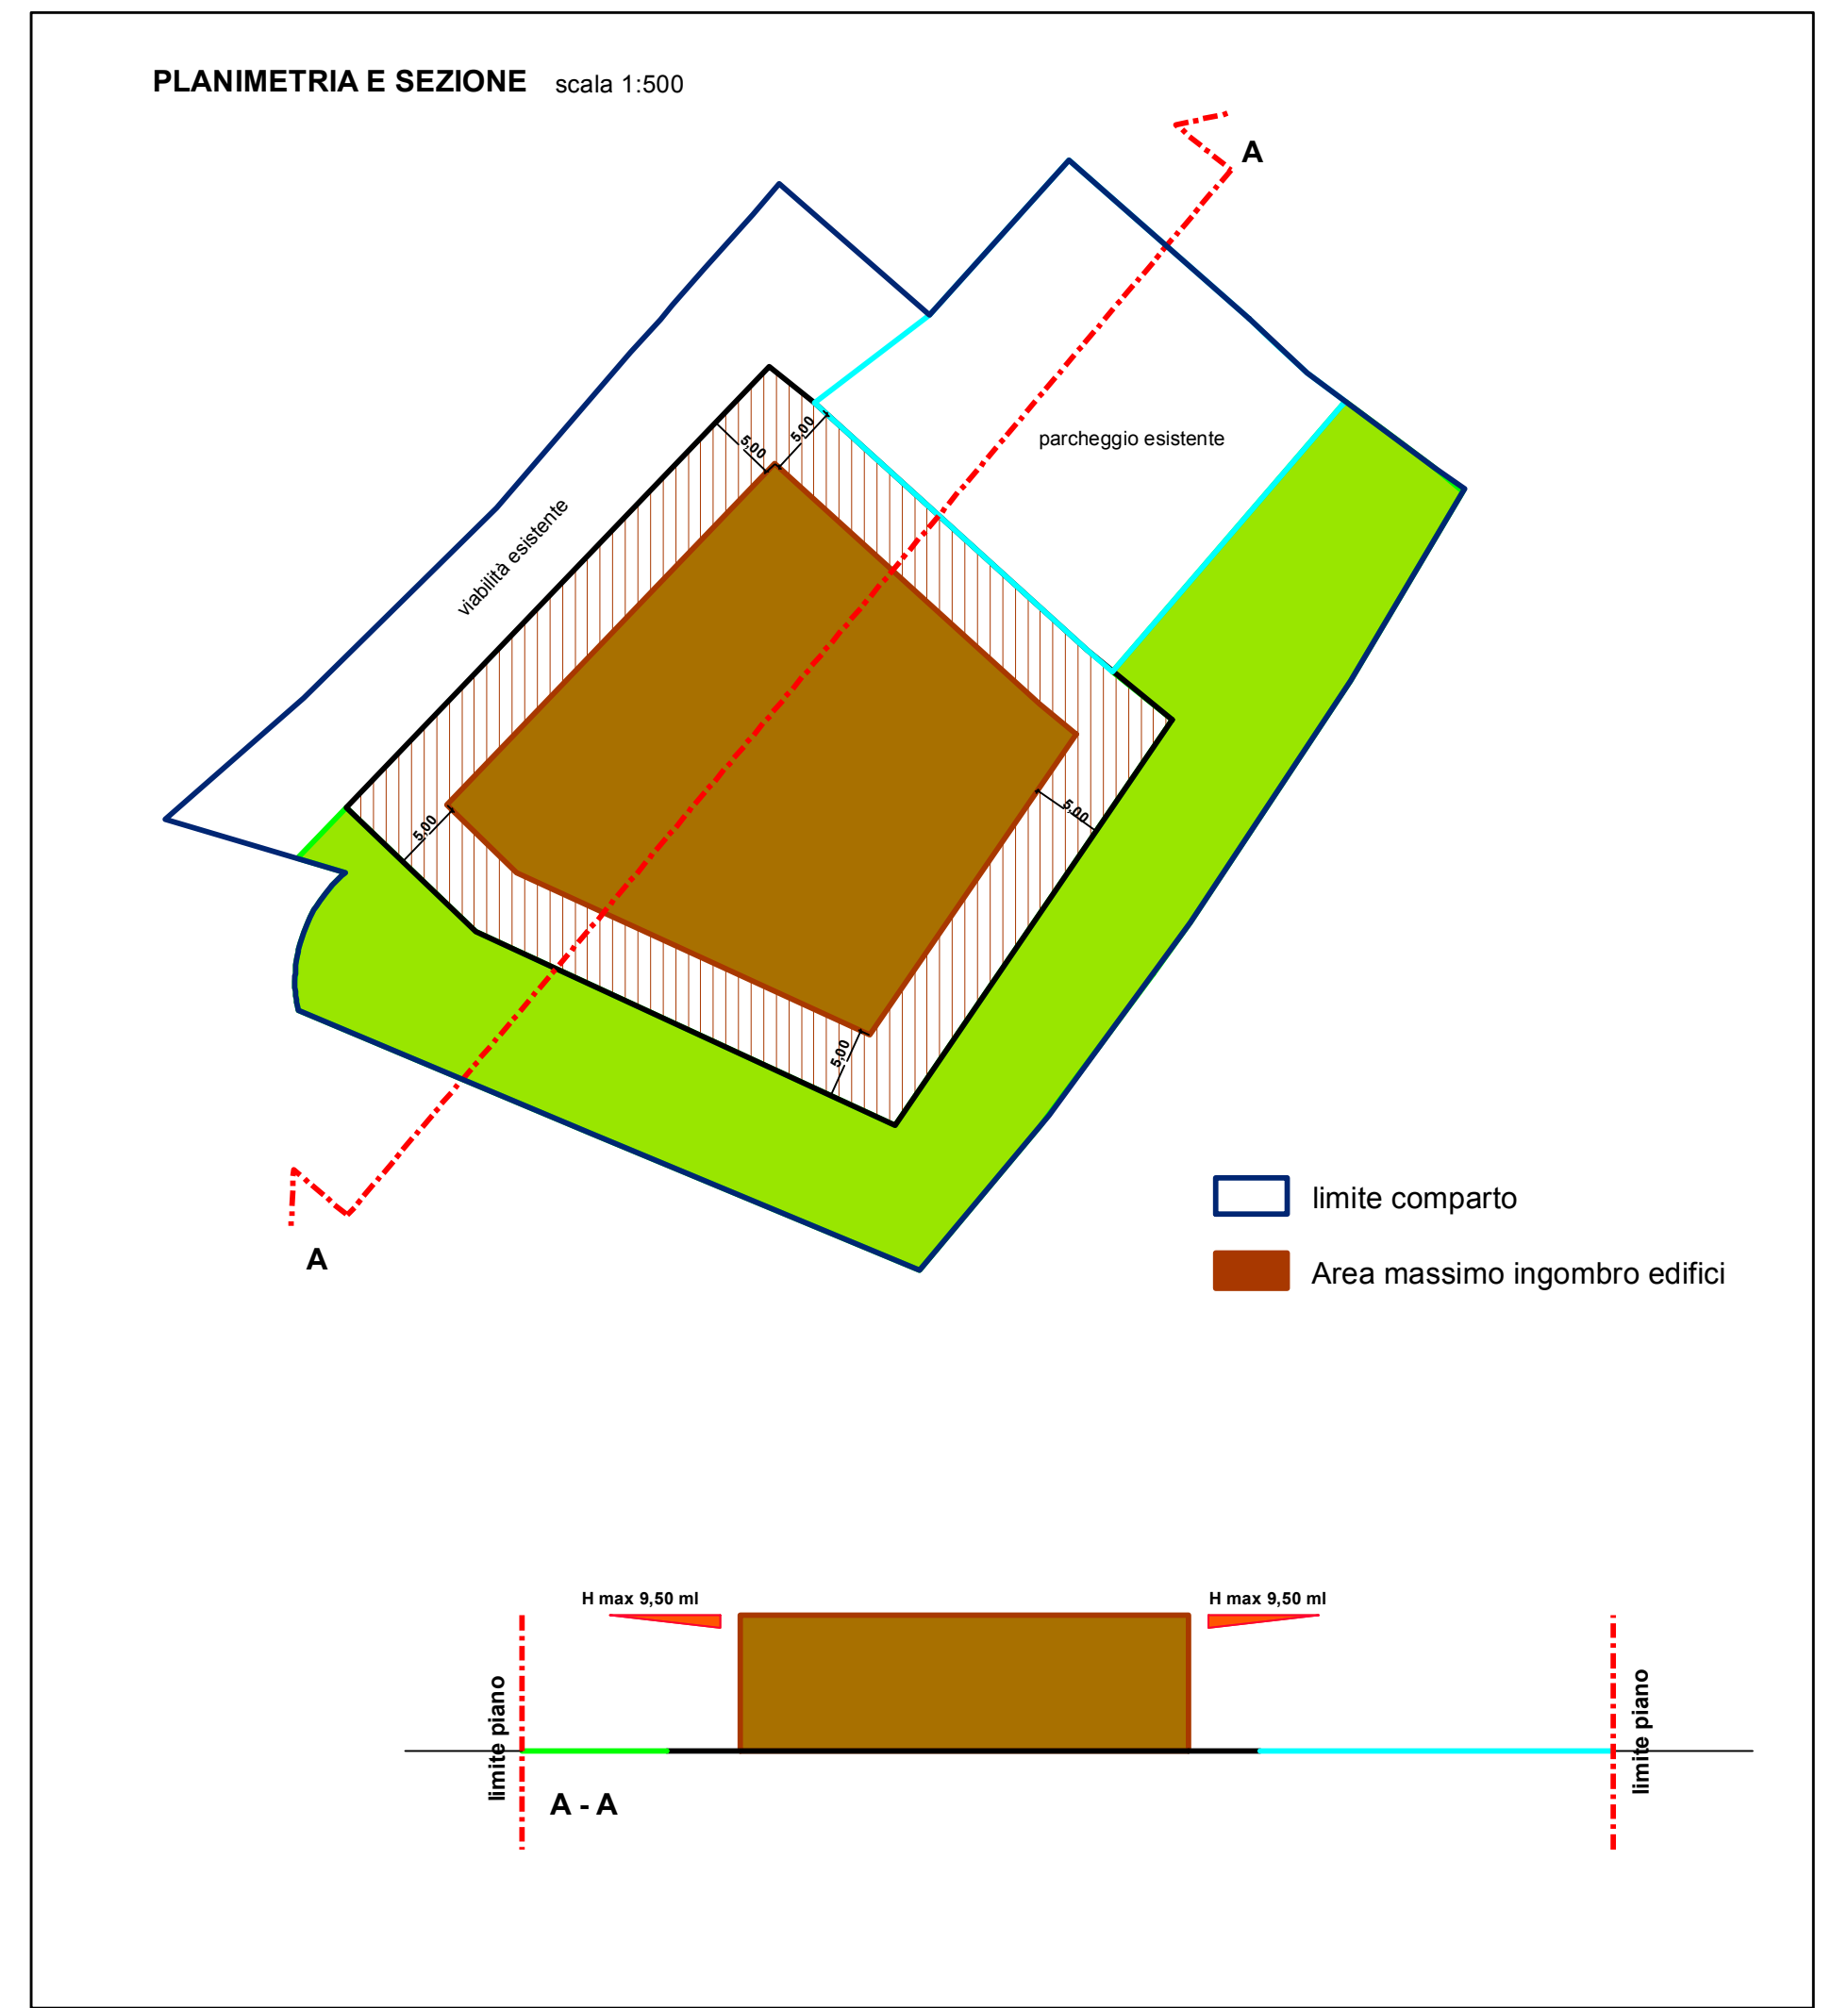 PLANIMETRIA E SEZIONE scala 1:500
A
parcheggio esistente
viabilità esistente
5,00
5,00
5,00
5,00
5,00
A
limite comparto
Area massimo ingombro edifici
H max 9,50 ml
H max 9,50 ml
limite piano
limite piano
A - A